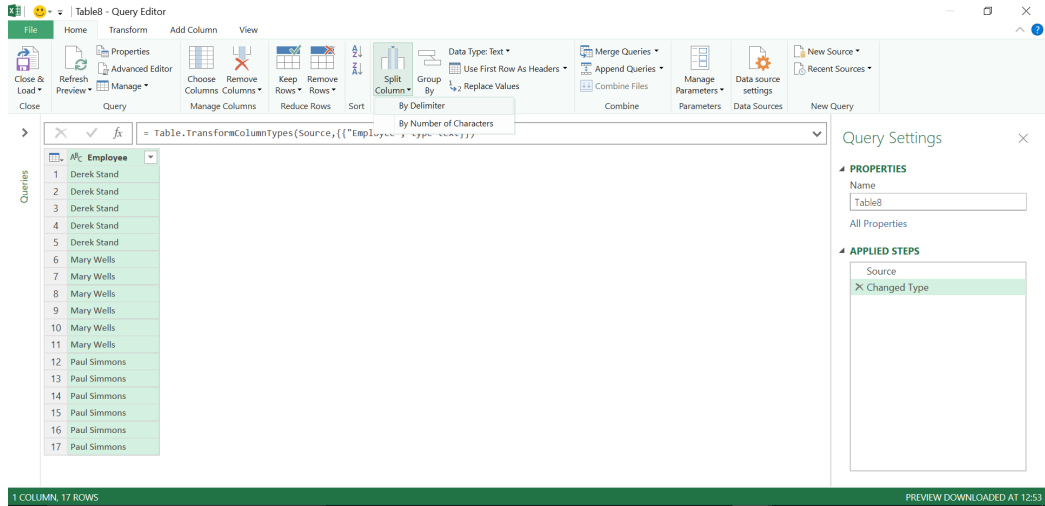 Table8 - Query Editor
File Home Transform Add Column View
Close & Load
Close
Refresh Preview
Properties
Advanced Editor
Manage
Query
Choose Columns
Remove Columns
Manage Columns
Keep Rows
Remove Rows
Reduce Rows
Sort
Split Column
Group By
Data Type: Text
Use First Row As Headers
Replace Values
By Delimiter
By Number of Characters
Merge Queries
Append Queries
Combine Files
Combine
Manage Parameters
Parameters
Data source settings
Data Sources
New Source
Recent Sources
New Query
fx = Table.TransformColumnTypes(Source,{{"Employee", type text}})
Queries
ABC Employee
1 Derek Stand
2 Derek Stand
3 Derek Stand
4 Derek Stand
5 Derek Stand
6 Mary Wells
7 Mary Wells
8 Mary Wells
9 Mary Wells
10 Mary Wells
11 Mary Wells
12 Paul Simmons
13 Paul Simmons
14 Paul Simmons
15 Paul Simmons
16 Paul Simmons
17 Paul Simmons
Query Settings
PROPERTIES
Name
Table8
All Properties
APPLIED STEPS
Source
Changed Type
1 COLUMN, 17 ROWS
PREVIEW DOWNLOADED AT 12:53